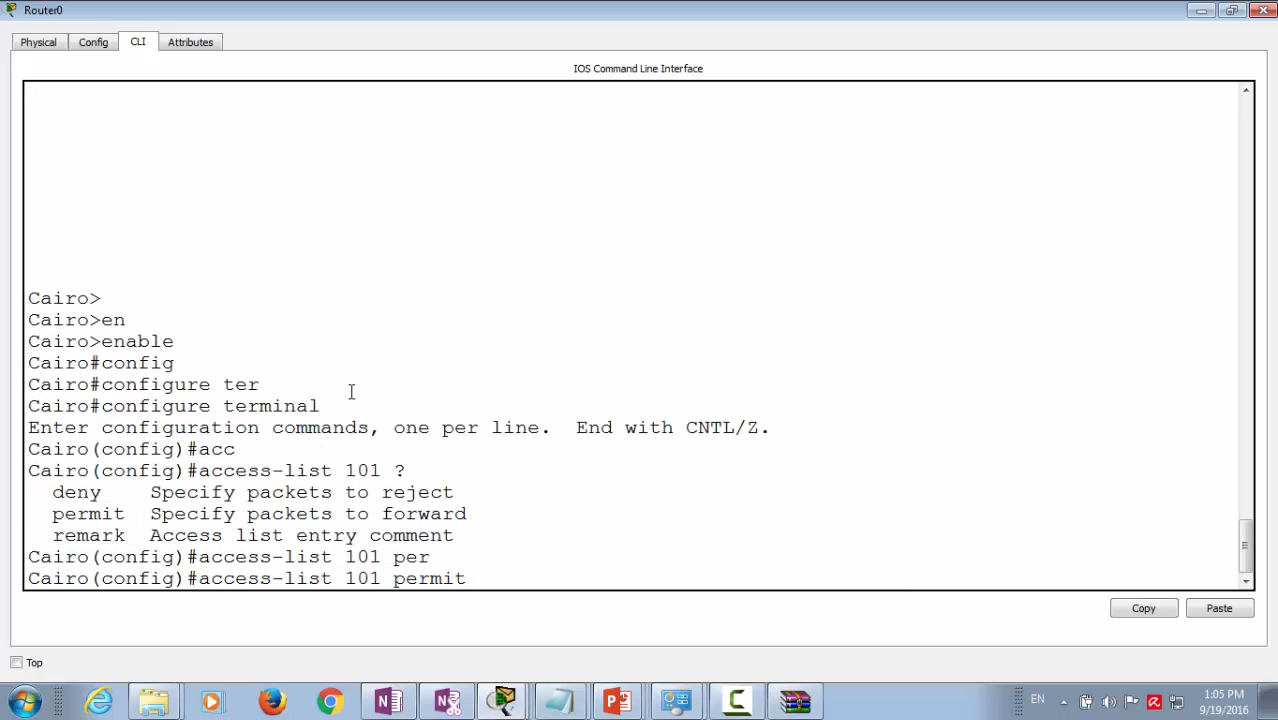 Router0
Physical
Config
CLI
Attributes
IOS Command Line Interface
Cairo>
Cairo>en
Cairo>enable
Cairo#config
Cairo#configure ter
Cairo#configure terminal
Enter configuration commands, one per line.  End with CNTL/Z.
Cairo(config)#acc
Cairo(config)#access-list 101 ?
  deny    Specify packets to reject
  permit  Specify packets to forward
  remark  Access list entry comment
Cairo(config)#access-list 101 per
Cairo(config)#access-list 101 permit
Copy
Paste
Top
EN
1:05 PM
9/19/2016